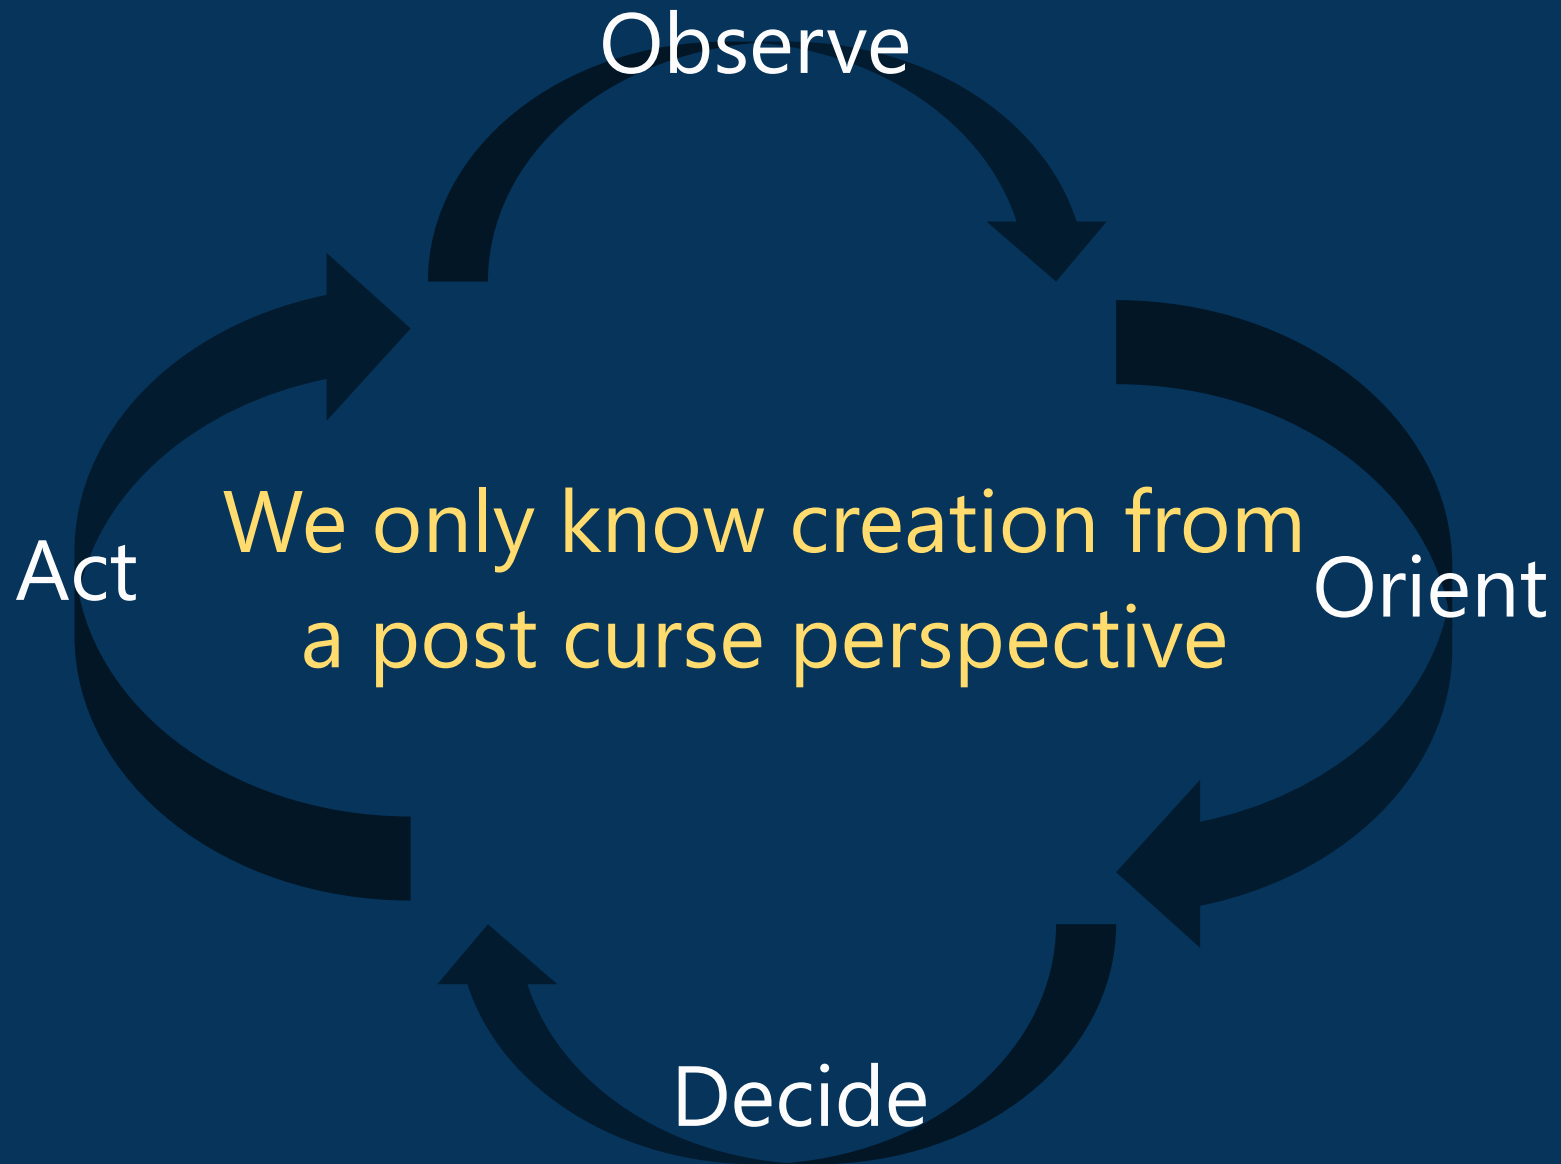 Observe
We only know creation from
a post curse perspective
Act
Orient
Decide